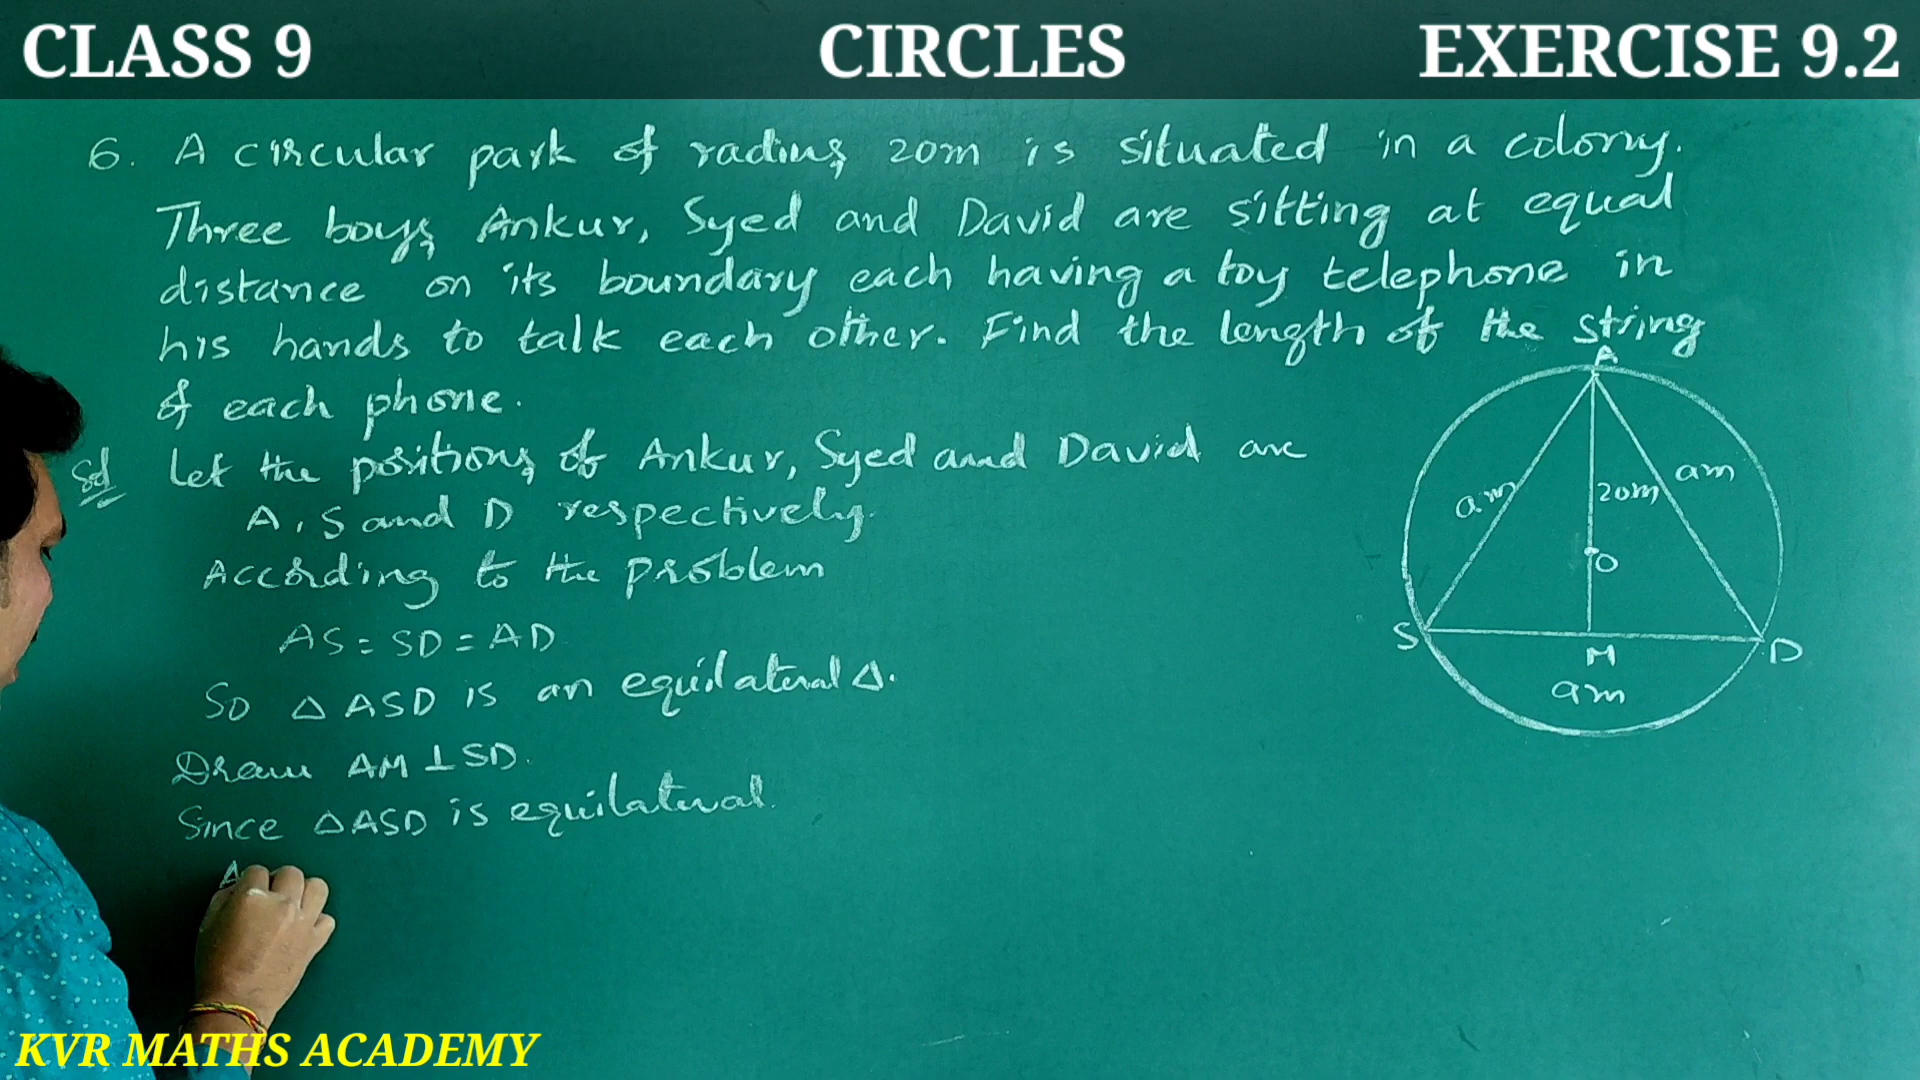 CLASS 9 CIRCLES EXERCISE 9.2
6. A circular park of radius 20m is situated in a colony.
Three boys Ankur, Syed and David are sitting at equal
distance on its boundary each having a toy telephone in
his hands to talk each other. Find the length of the string
of each phone.
Sol Let the positions of Ankur, Syed and David are
A, S and D respectively.
According to the problem
AS = SD = AD
So △ ASD is an equilateral △.
Draw AM ⊥ SD.
Since △ASD is equilateral.
A
A
am
20m
am
O
S
M
D
am
KVR MATHS ACADEMY